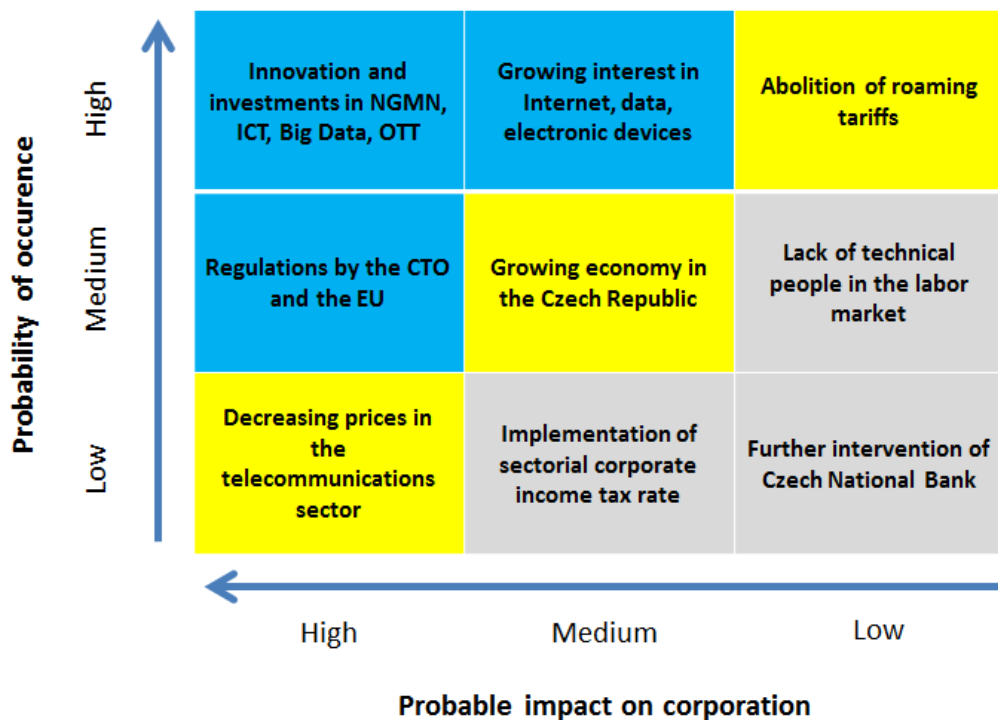 Probability of occurence
High
Medium
Low
Innovation and
investments in NGMN,
ICT, Big Data, OTT
Growing interest in
Internet, data,
electronic devices
Abolition of roaming
tariffs
Regulations by the CTO
and the EU
Growing economy in
the Czech Republic
Lack of technical
people in the labor
market
Decreasing prices in
the
telecommunications
sector
Implementation of
sectorial corporate
income tax rate
Further intervention of
Czech National Bank
High
Medium
Low
Probable impact on corporation